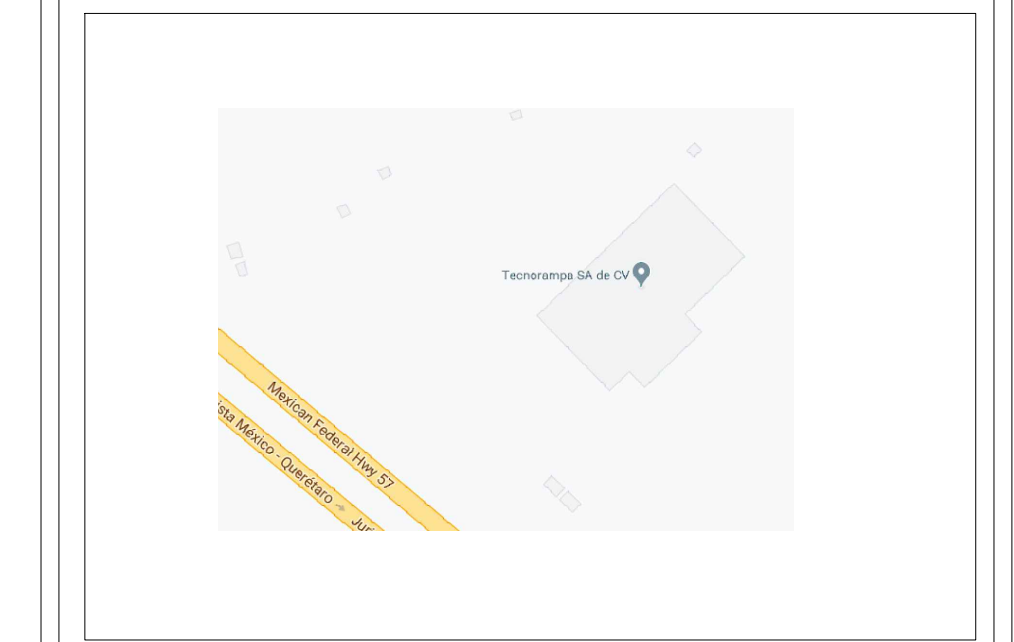 Tecnorampa SA de CV
Mexican Federal Hwy 57
ista México - Querétaro